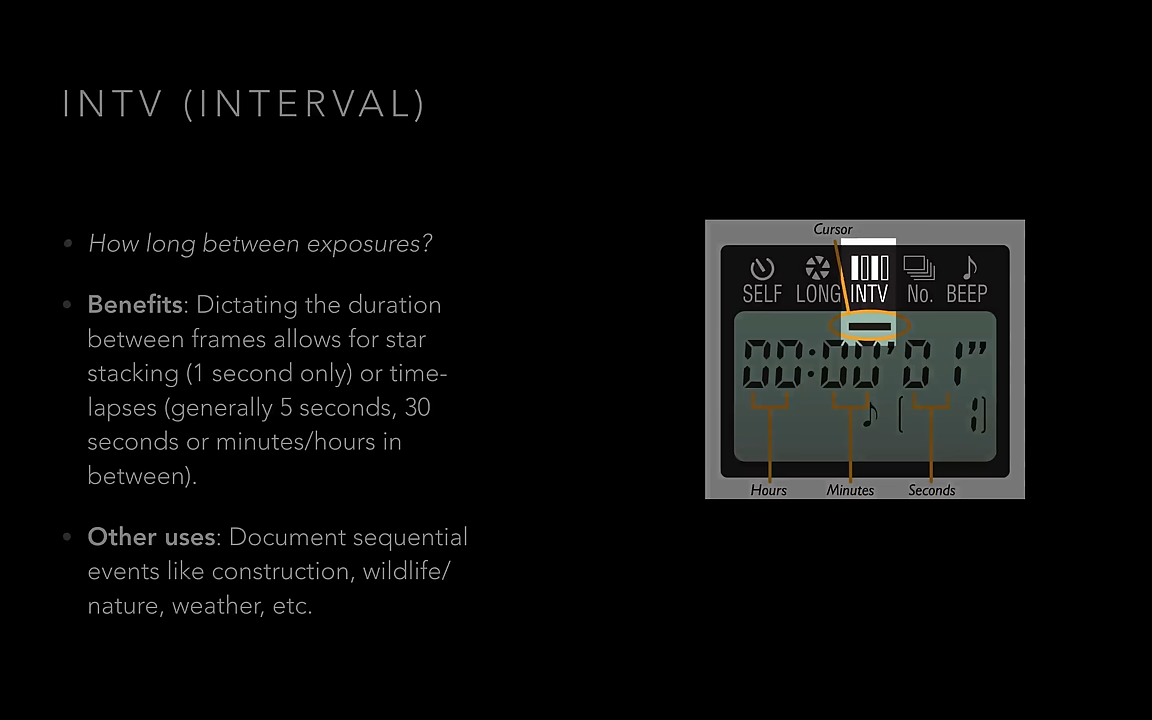 INTV (INTERVAL)
• How long between exposures?
• Benefits: Dictating the duration
between frames allows for star
stacking (1 second only) or time-
lapses (generally 5 seconds, 30
seconds or minutes/hours in
between).
• Other uses: Document sequential
events like construction, wildlife/
nature, weather, etc.
Cursor
SELF LONG INTV No. BEEP
00:00’01”
♪ [ 1]
Hours Minutes Seconds